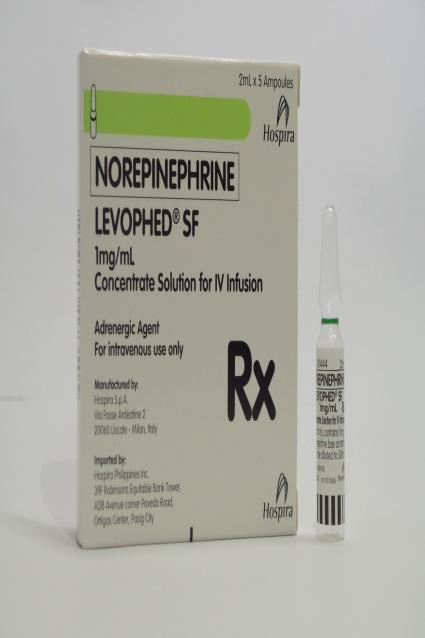 2mL x 5 Ampoules
Hospira
NOREPINEPHRINE
LEVOPHED® SF
1mg/mL
Concentrate Solution for IV Infusion
Adrenergic Agent
For intravenous use only
Rx
Manufactured by:
Hospira S.p.A.
Via Fosse Ardeatine 2
20060 Liscate - Milan, Italy
Imported by:
Hospira Philippines Inc.
39F Robinsons Equitable Bank Tower,
ADB Avenue corner Poveda Road,
Ortigas Center, Pasig City
Hospira
LEVOPHED® SF
1mg/mL